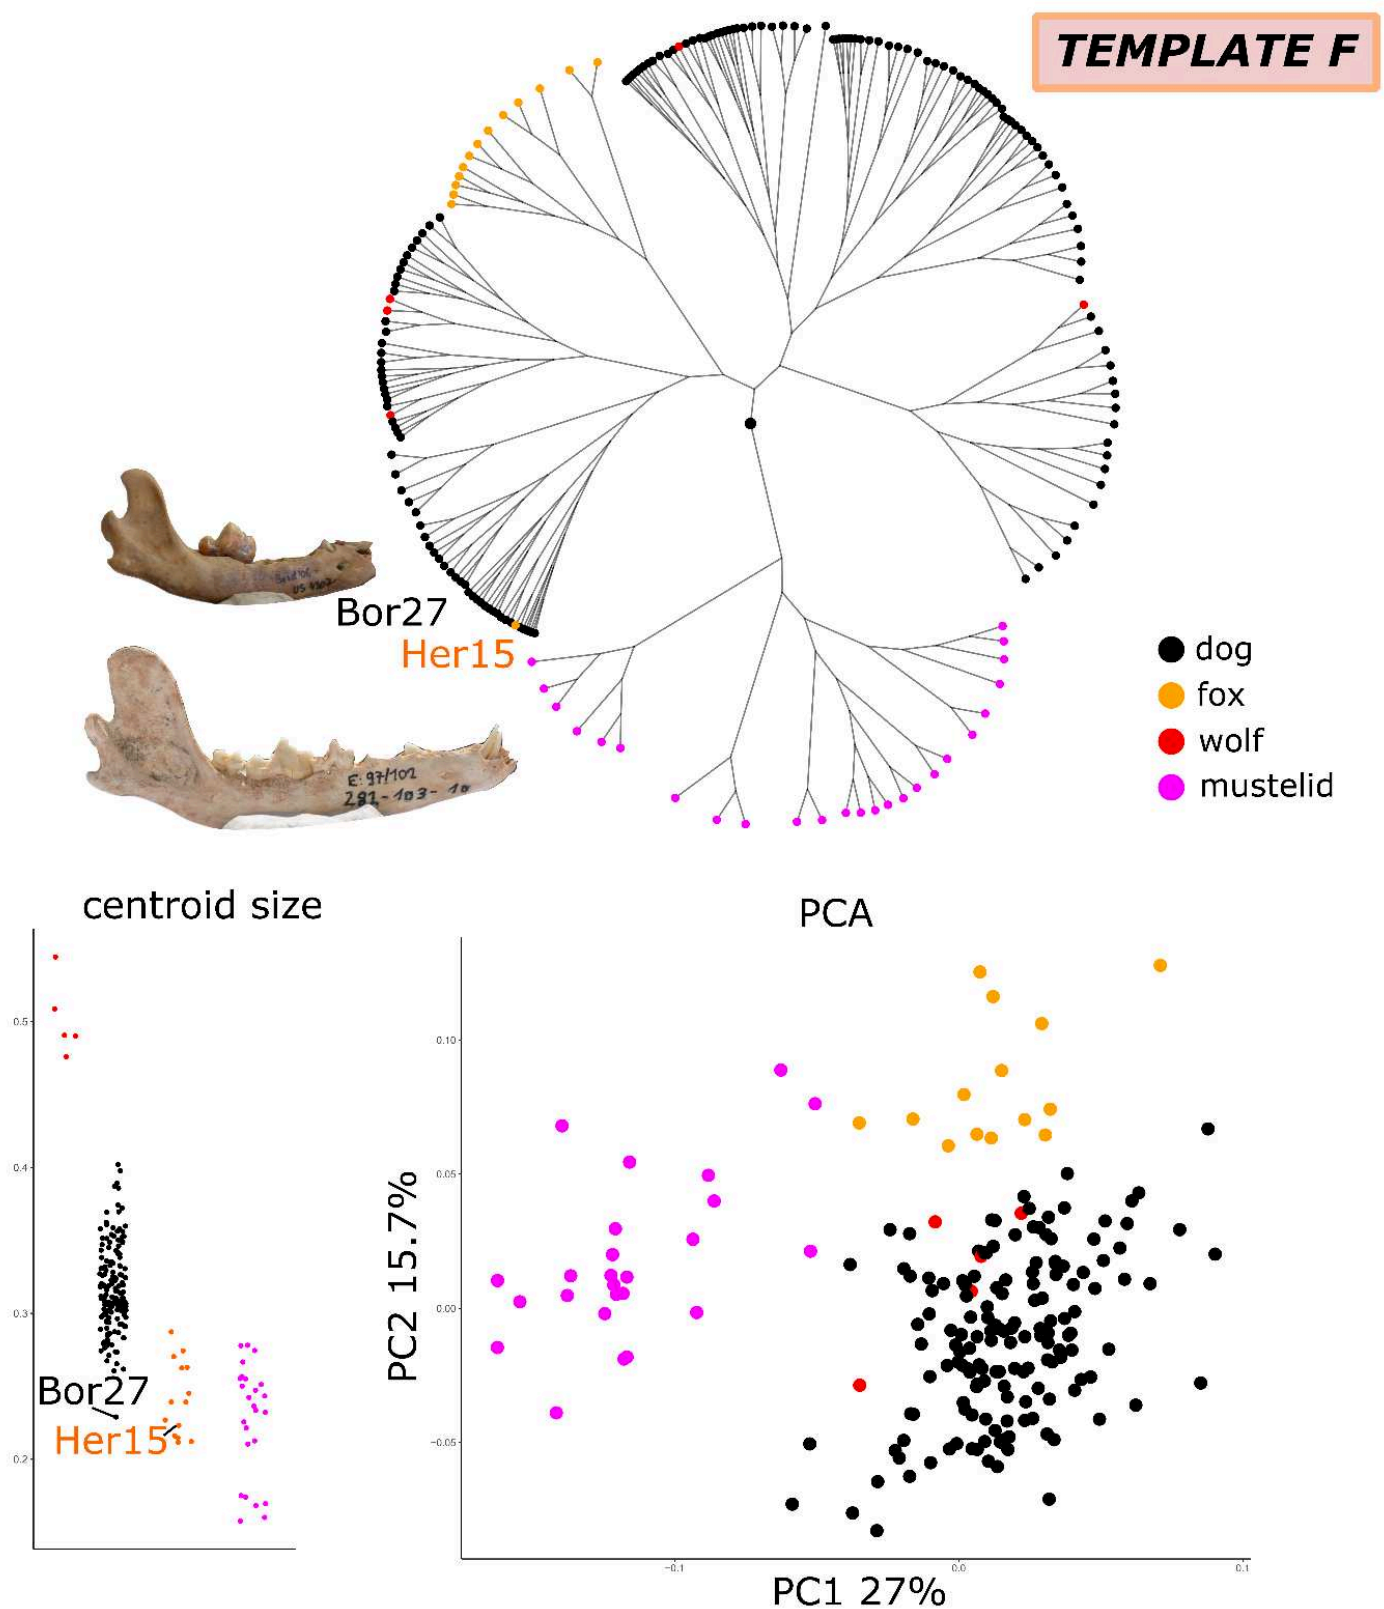 TEMPLATE F
Bor27
Her15
E: 97/102
281-103-10
dog
fox
wolf
mustelid
centroid size
0.5
0.4
0.3
0.2
Bor27
Her15
PCA
0.10
0.05
0.00
−0.05
PC2 15.7%
−0.1
0.0
0.1
PC1 27%